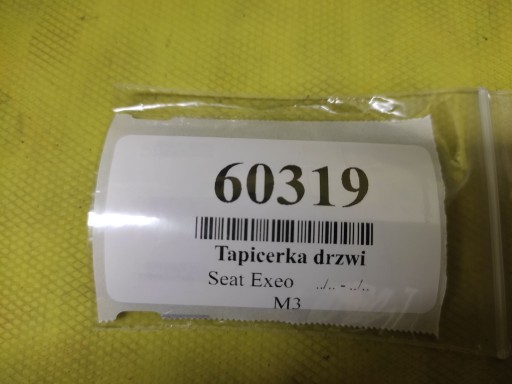 60319
Tapicerka drzwi
Seat Exeo ../.. - ../..
M3